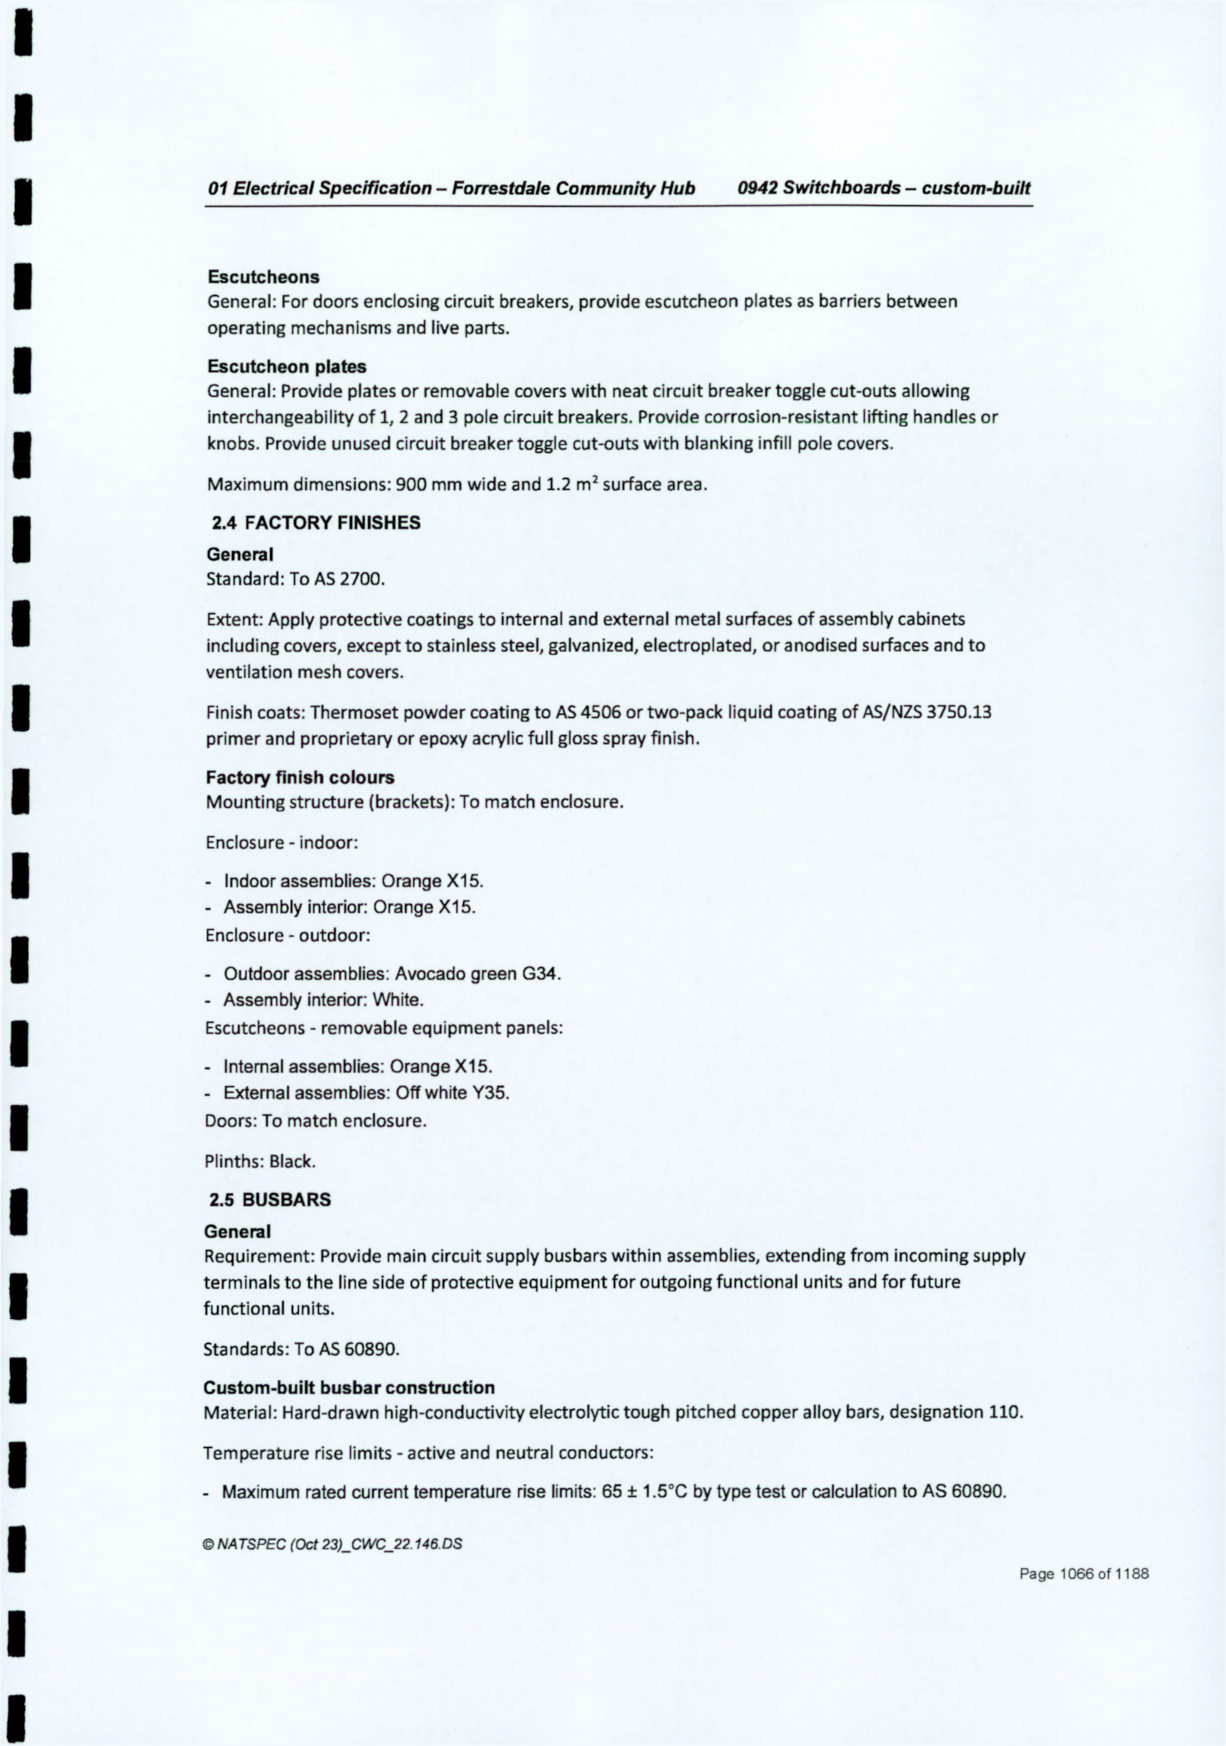 01 Electrical Specification – Forrestdale Community Hub 0942 Switchboards – custom-built
Escutcheons
General: For doors enclosing circuit breakers, provide escutcheon plates as barriers between
operating mechanisms and live parts.
Escutcheon plates
General: Provide plates or removable covers with neat circuit breaker toggle cut-outs allowing
interchangeability of 1, 2 and 3 pole circuit breakers. Provide corrosion-resistant lifting handles or
knobs. Provide unused circuit breaker toggle cut-outs with blanking infill pole covers.
Maximum dimensions: 900 mm wide and 1.2 m² surface area.
2.4 FACTORY FINISHES
General
Standard: To AS 2700.
Extent: Apply protective coatings to internal and external metal surfaces of assembly cabinets
including covers, except to stainless steel, galvanized, electroplated, or anodised surfaces and to
ventilation mesh covers.
Finish coats: Thermoset powder coating to AS 4506 or two-pack liquid coating of AS/NZS 3750.13
primer and proprietary or epoxy acrylic full gloss spray finish.
Factory finish colours
Mounting structure (brackets): To match enclosure.
Enclosure - indoor:
- Indoor assemblies: Orange X15.
- Assembly interior: Orange X15.
Enclosure - outdoor:
- Outdoor assemblies: Avocado green G34.
- Assembly interior: White.
Escutcheons - removable equipment panels:
- Internal assemblies: Orange X15.
- External assemblies: Off white Y35.
Doors: To match enclosure.
Plinths: Black.
2.5 BUSBARS
General
Requirement: Provide main circuit supply busbars within assemblies, extending from incoming supply
terminals to the line side of protective equipment for outgoing functional units and for future
functional units.
Standards: To AS 60890.
Custom-built busbar construction
Material: Hard-drawn high-conductivity electrolytic tough pitched copper alloy bars, designation 110.
Temperature rise limits - active and neutral conductors:
- Maximum rated current temperature rise limits: 65 ± 1.5°C by type test or calculation to AS 60890.
© NATSPEC (Oct 23)_CWC_22.146.DS
Page 1066 of 1188